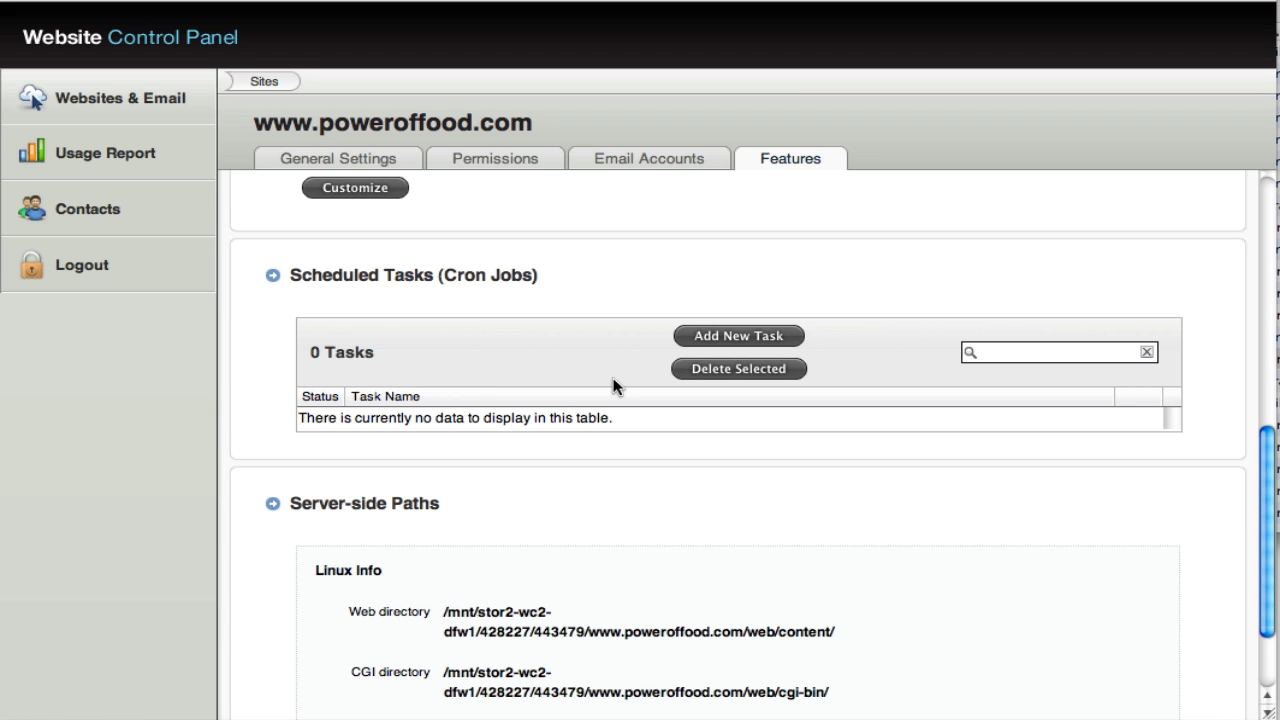 Website Control Panel
Websites & Email
Usage Report
Contacts
Logout
Sites
www.poweroffood.com
General Settings
Permissions
Email Accounts
Features
Customize
Scheduled Tasks (Cron Jobs)
0 Tasks
Add New Task
Delete Selected
Status
Task Name
There is currently no data to display in this table.
Server-side Paths
Linux Info
Web directory /mnt/stor2-wc2-
dfw1/428227/443479/www.poweroffood.com/web/content/
CGI directory /mnt/stor2-wc2-
dfw1/428227/443479/www.poweroffood.com/web/cgi-bin/